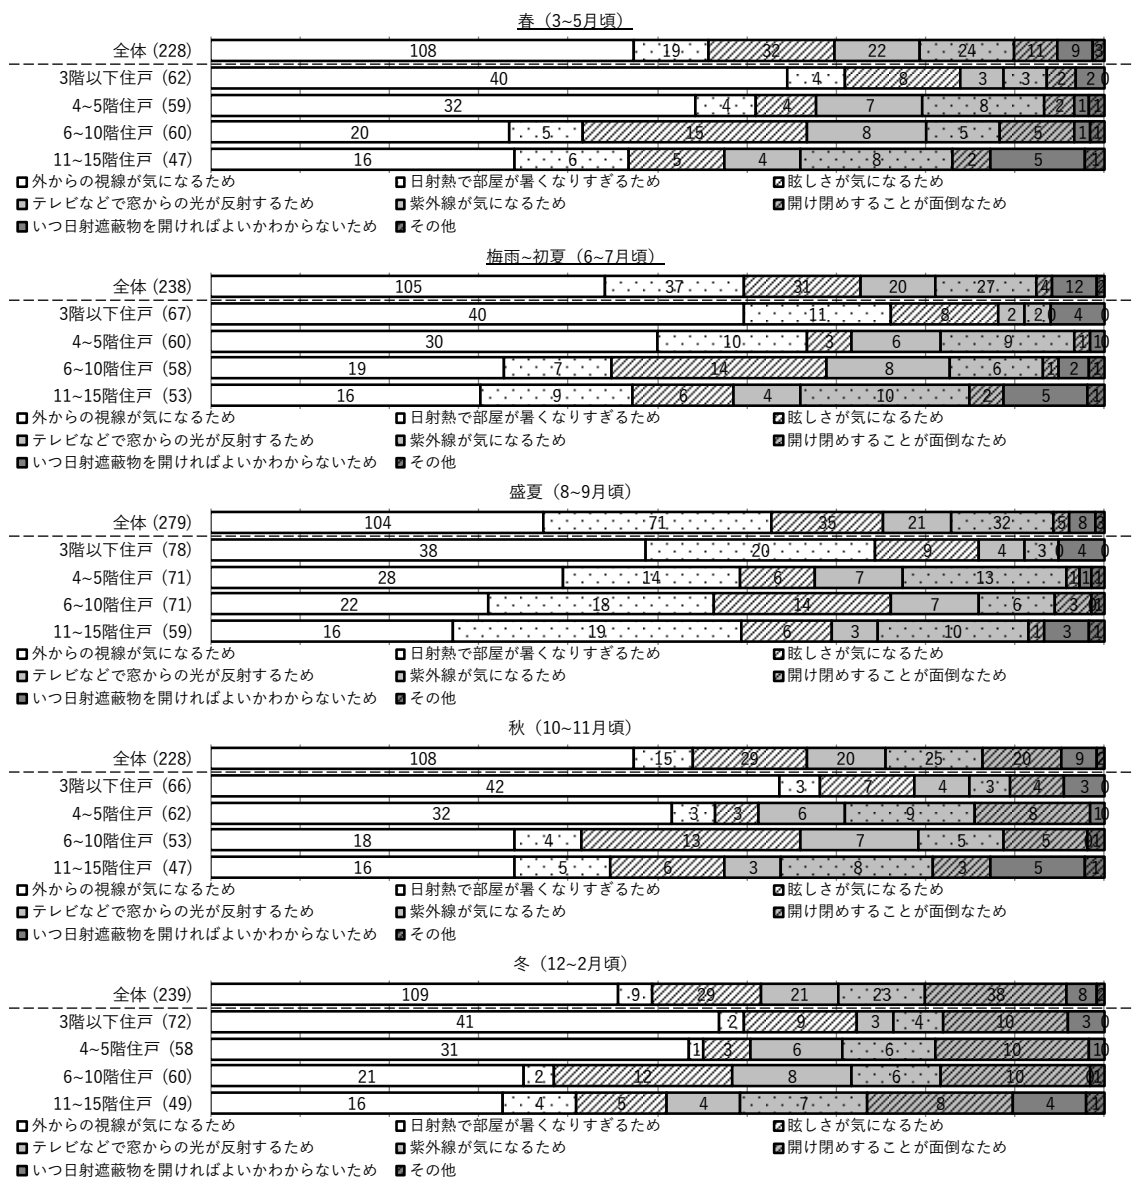 春（3~5月頃）
全体 (228) 108 19 32 22 24 11 9 3
3階以下住戸 (62) 40 4 8 3 3 2 2 0
4~5階住戸 (59) 32 4 4 7 8 2 1 1
6~10階住戸 (60) 20 5 15 8 5 5 1 1
11~15階住戸 (47) 16 6 5 4 8 2 5 1
外からの視線が気になるため 日射熱で部屋が暑くなりすぎるため 眩しさが気になるため
テレビなどで窓からの光が反射するため 紫外線が気になるため 開け閉めすることが面倒なため
いつ日射遮蔽物を開ければよいかわからないため その他
梅雨~初夏（6~7月頃）
全体 (238) 105 37 31 20 27 4 12 2
3階以下住戸 (67) 40 11 8 2 2 0 4 0
4~5階住戸 (60) 30 10 3 6 9 1 1 0
6~10階住戸 (58) 19 7 14 8 6 1 2 1
11~15階住戸 (53) 16 9 6 4 10 2 5 1
外からの視線が気になるため 日射熱で部屋が暑くなりすぎるため 眩しさが気になるため
テレビなどで窓からの光が反射するため 紫外線が気になるため 開け閉めすることが面倒なため
いつ日射遮蔽物を開ければよいかわからないため その他
盛夏（8~9月頃）
全体 (279) 104 71 35 21 32 5 8 3
3階以下住戸 (78) 38 20 9 4 3 0 4 0
4~5階住戸 (71) 28 14 6 7 13 1 1 1
6~10階住戸 (71) 22 18 14 7 6 3 0 1
11~15階住戸 (59) 16 19 6 3 10 1 3 1
外からの視線が気になるため 日射熱で部屋が暑くなりすぎるため 眩しさが気になるため
テレビなどで窓からの光が反射するため 紫外線が気になるため 開け閉めすることが面倒なため
いつ日射遮蔽物を開ければよいかわからないため その他
秋（10~11月頃）
全体 (228) 108 15 29 20 25 20 9 2
3階以下住戸 (66) 42 3 7 4 3 4 3 0
4~5階住戸 (62) 32 3 3 6 9 8 1 0
6~10階住戸 (53) 18 4 13 7 5 5 0 1
11~15階住戸 (47) 16 5 6 3 8 3 5 1
外からの視線が気になるため 日射熱で部屋が暑くなりすぎるため 眩しさが気になるため
テレビなどで窓からの光が反射するため 紫外線が気になるため 開け閉めすることが面倒なため
いつ日射遮蔽物を開ければよいかわからないため その他
冬（12~2月頃）
全体 (239) 109 9 29 21 23 38 8 2
3階以下住戸 (72) 41 2 9 3 4 10 3 0
4~5階住戸 (58 31 1 3 6 6 10 1 0
6~10階住戸 (60) 21 2 12 8 6 10 0 1
11~15階住戸 (49) 16 4 5 4 7 8 4 1
外からの視線が気になるため 日射熱で部屋が暑くなりすぎるため 眩しさが気になるため
テレビなどで窓からの光が反射するため 紫外線が気になるため 開け閉めすることが面倒なため
いつ日射遮蔽物を開ければよいかわからないため その他